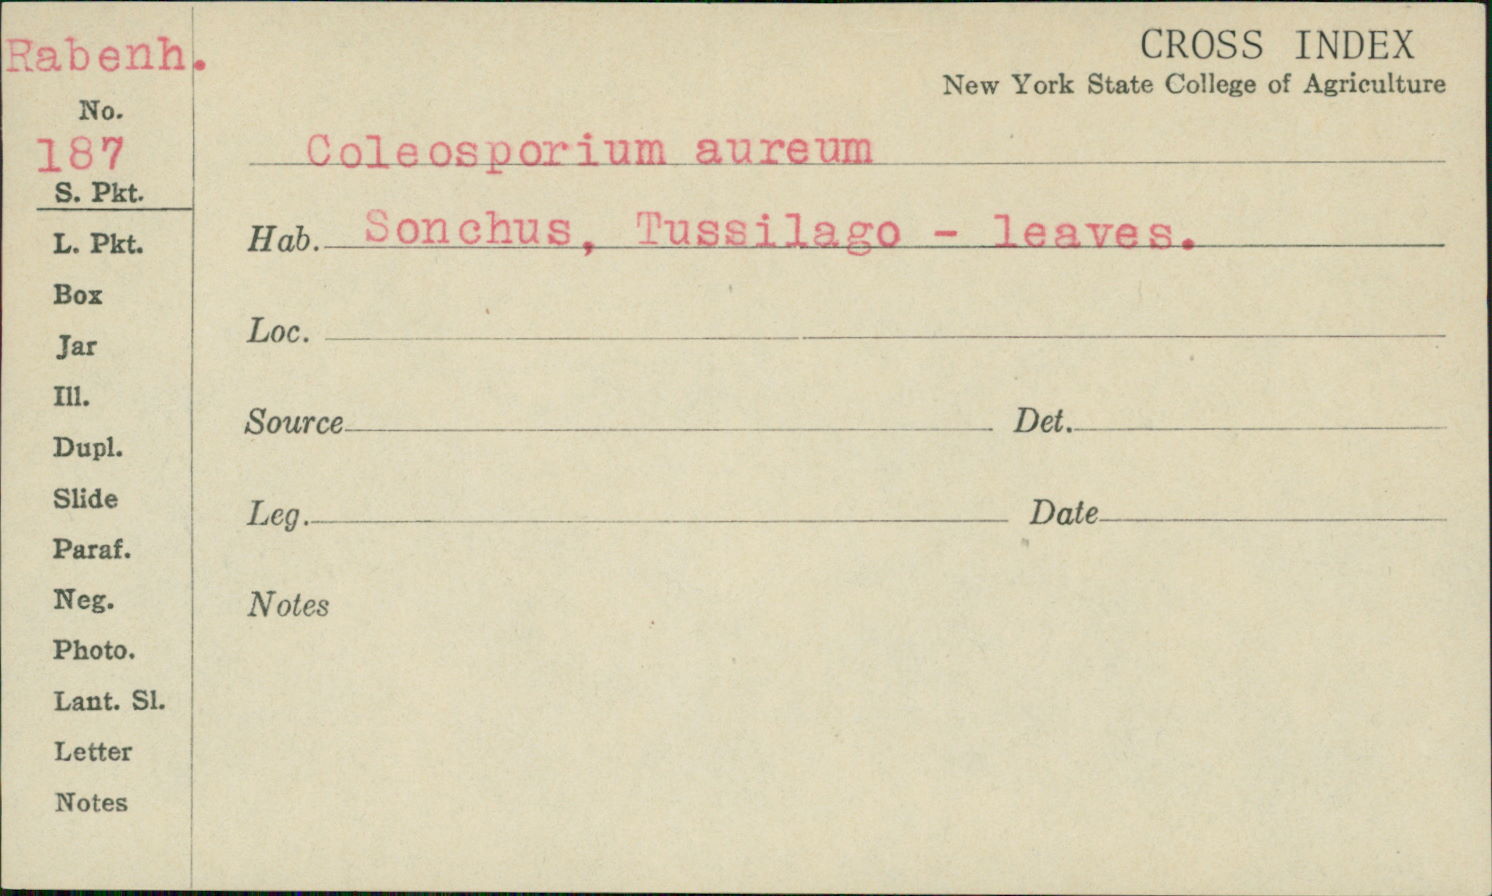 Rabenh.
No.
187
S. Pkt.
L. Pkt.
Box
Jar
Ill.
Dupl.
Slide
Paraf.
Neg.
Photo.
Lant. Sl.
Letter
Notes
CROSS INDEX
New York State College of Agriculture
Coleosporium aureum
Hab. Sonchus, Tussilago - leaves.
Loc.
Source Det.
Leg. Date
Notes